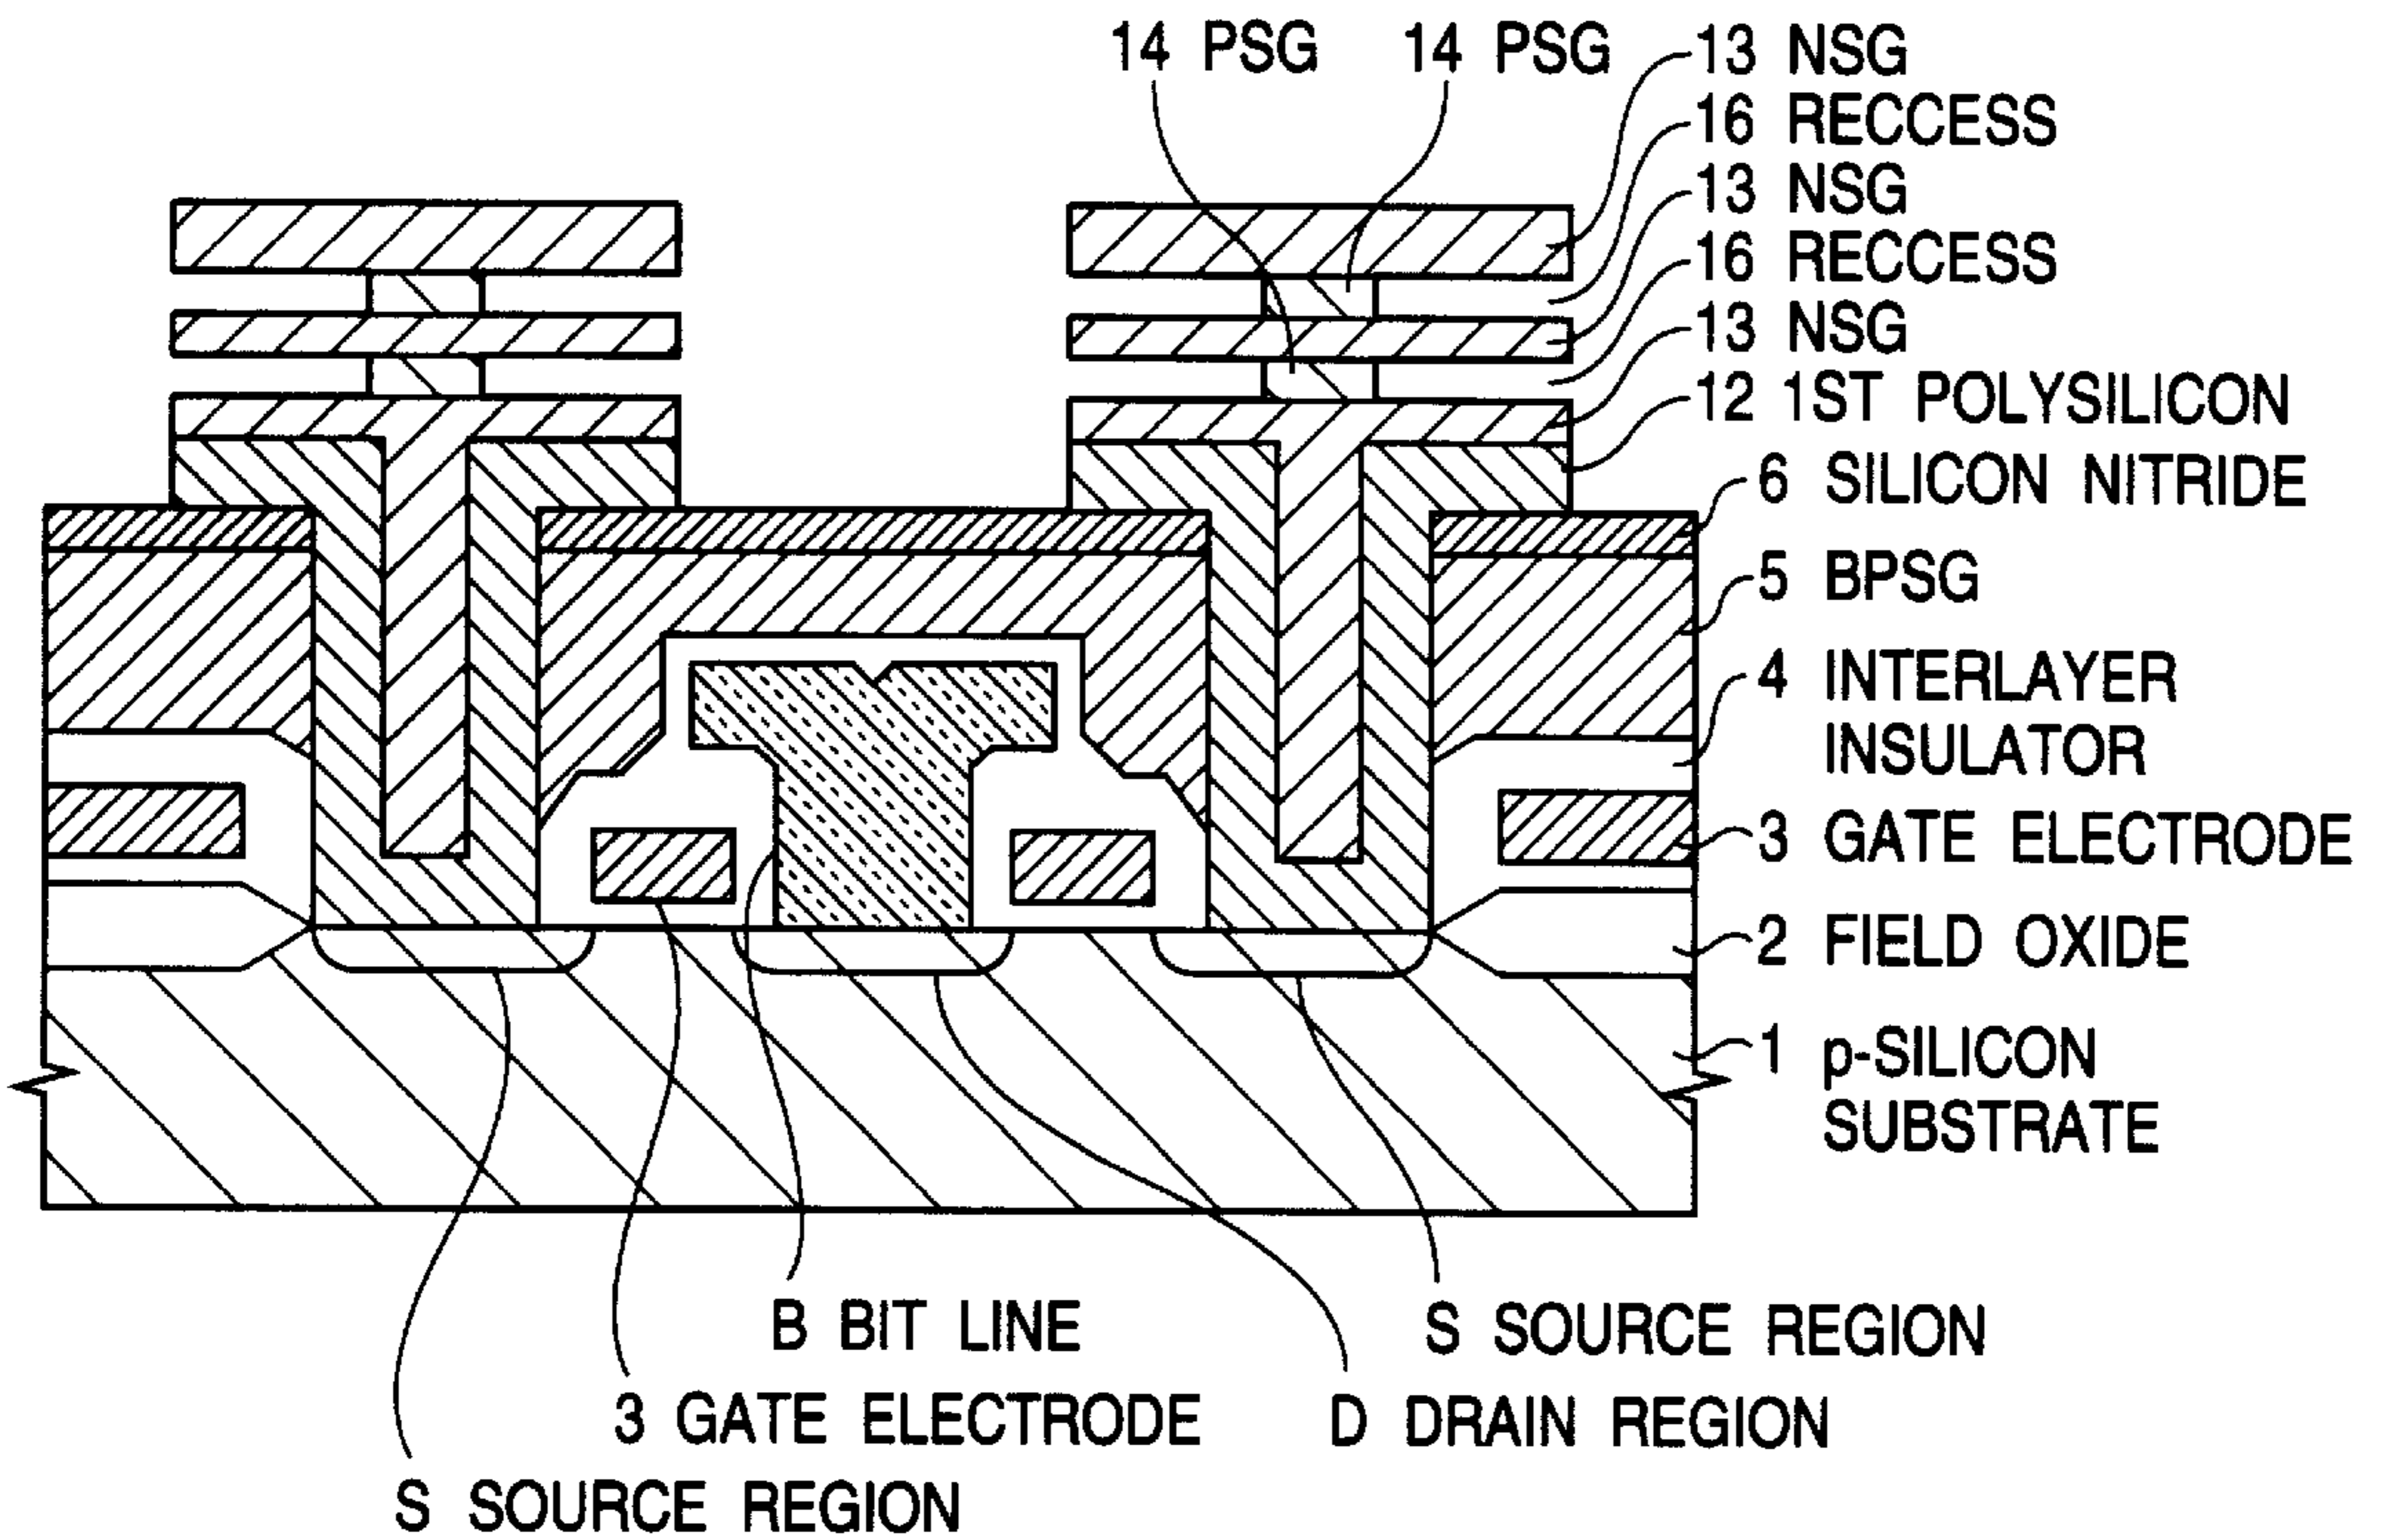 14 PSG
14 PSG
13 NSG
16 RECCESS
13 NSG
16 RECCESS
13 NSG
12 1ST POLYSILICON
6 SILICON NITRIDE
5 BPSG
4 INTERLAYER
INSULATOR
3 GATE ELECTRODE
2 FIELD OXIDE
1 p-SILICON
SUBSTRATE
B BIT LINE
S SOURCE REGION
3 GATE ELECTRODE
D DRAIN REGION
S SOURCE REGION